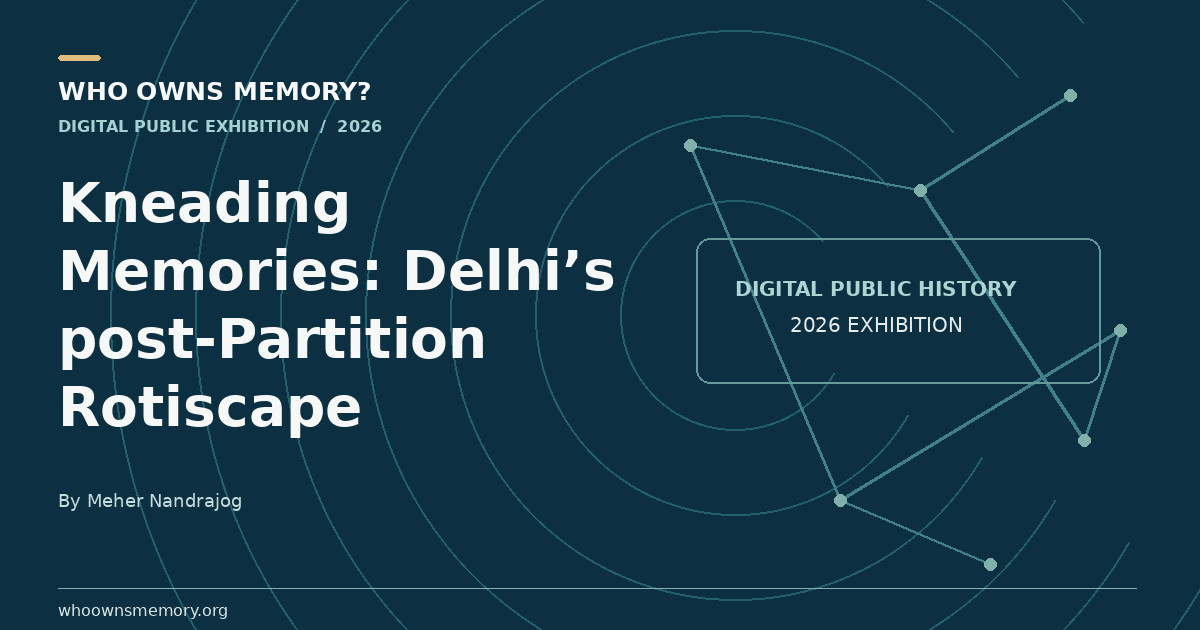 WHO OWNS MEMORY?
DIGITAL PUBLIC EXHIBITION / 2026
Kneading
Memories: Delhi’s
post-Partition
Rotiscape
By Meher Nandrajog
DIGITAL PUBLIC HISTORY
2026 EXHIBITION
whoownsmemory.org